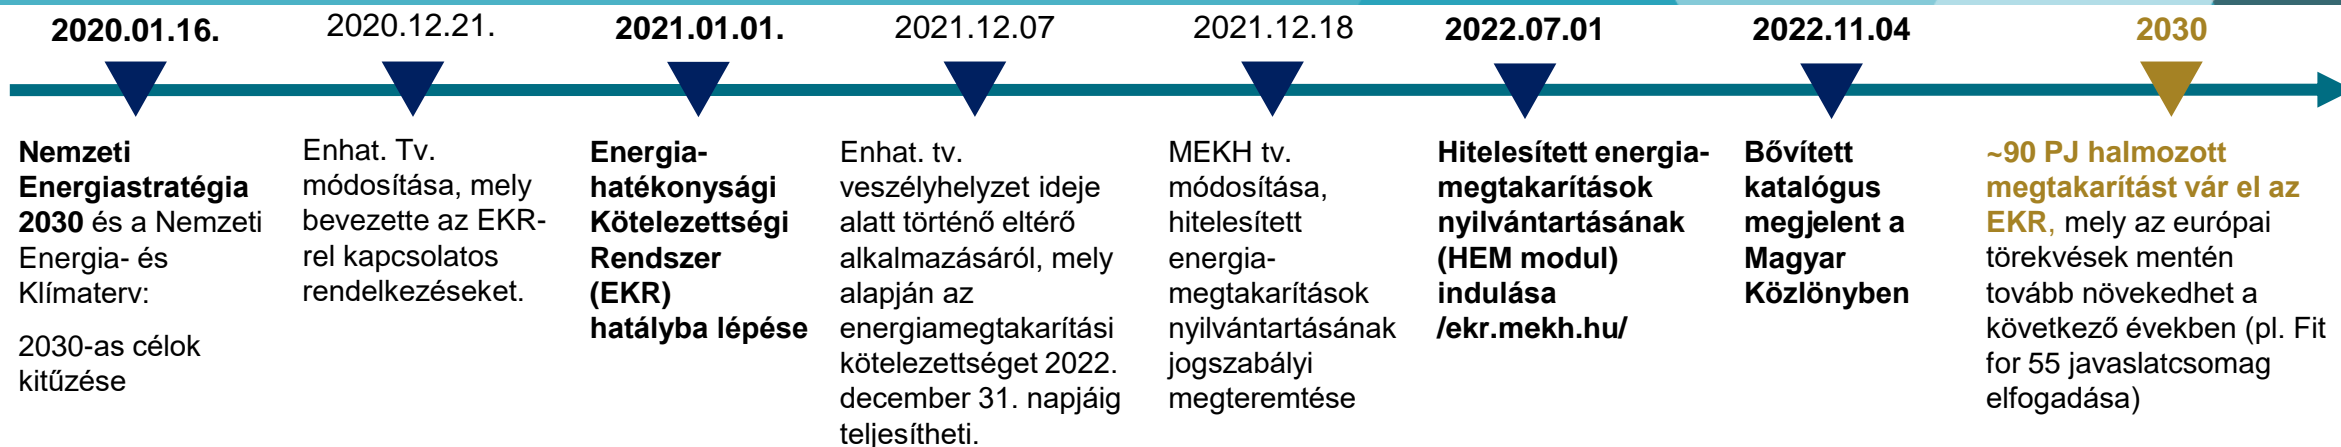 2020.01.16.
Nemzeti
Energiastratégia
2030 és a Nemzeti
Energia- és
Klímaterv:
2030-as célok
kitűzése
2020.12.21.
Enhat. Tv.
módosítása, mely
bevezette az EKR-
rel kapcsolatos
rendelkezéseket.
2021.01.01.
Energia-
hatékonysági
Kötelezettségi
Rendszer
(EKR)
hatályba lépése
2021.12.07
Enhat. tv.
veszélyhelyzet ideje
alatt történő eltérő
alkalmazásáról, mely
alapján az
energiamegtakarítási
kötelezettséget 2022.
december 31. napjáig
teljesítheti.
2021.12.18
MEKH tv.
módosítása,
hitelesített
energia-
megtakarítások
nyilvántartásának
jogszabályi
megteremtése
2022.07.01
Hitelesített energia-
megtakarítások
nyilvántartásának
(HEM modul)
indulása
/ekr.mekh.hu/
2022.11.04
Bővített
katalógus
megjelent a
Magyar
Közlönyben
2030
~90 PJ halmozott
megtakarítást vár el az
EKR, mely az európai
törekvések mentén
tovább növekedhet a
következő években (pl. Fit
for 55 javaslatcsomag
elfogadása)